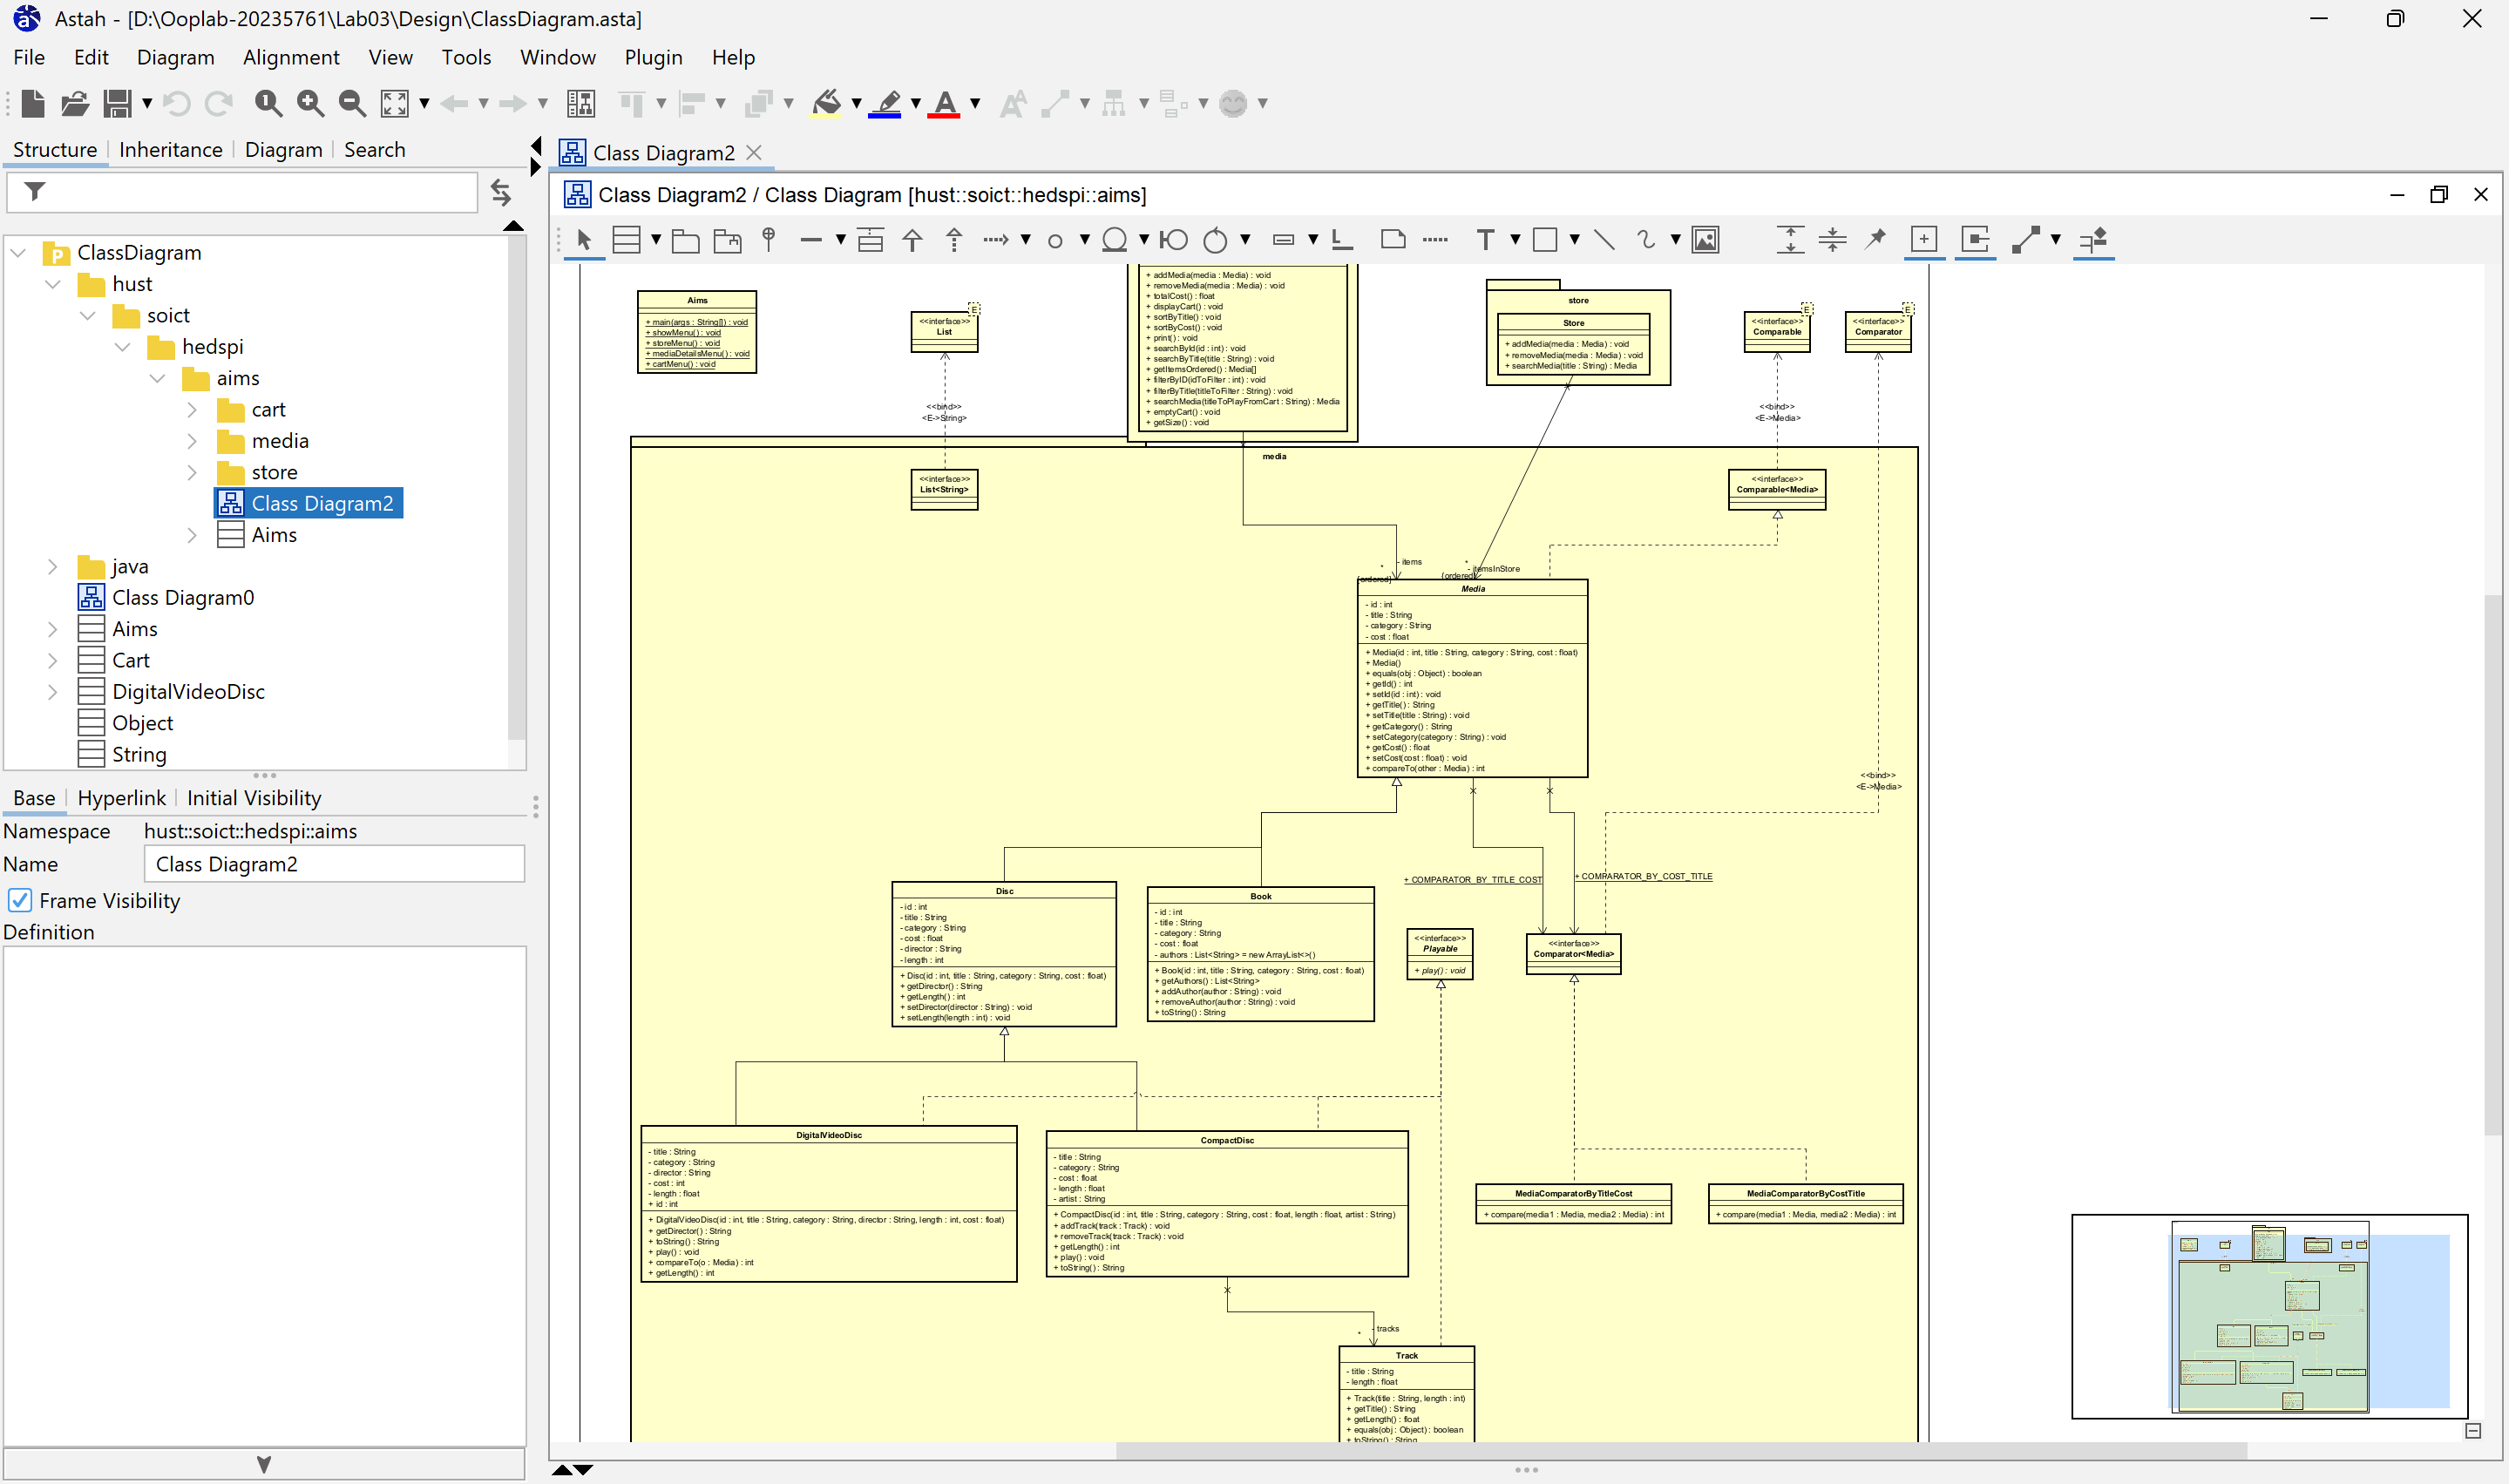 Astah - [D:\Ooplab-20235761\Lab03\Design\ClassDiagram.asta]
File Edit Diagram Alignment View Tools Window Plugin Help
Structure Inheritance Diagram Search
ClassDiagram
hust
soict
hedspi
aims
cart
media
store
Class Diagram2
Aims
java
Class Diagram0
Aims
Cart
DigitalVideoDisc
Object
String
Base Hyperlink Initial Visibility
Namespace hust::soict::hedspi::aims
Name Class Diagram2
Frame Visibility
Definition
Class Diagram2
Class Diagram2 / Class Diagram [hust::soict::hedspi::aims]
Aims
+ main(args : String[]) : void
+ showMenu() : void
+ storeMenu() : void
+ mediaDetailsMenu() : void
+ cartMenu() : void
E
<<interface>>
List
<<bind>>
<E->String>
<<interface>>
List<String>
+ addMedia(media : Media) : void
+ removeMedia(media : Media) : void
+ totalCost() : float
+ displayCart() : void
+ sortByTitle() : void
+ sortByCost() : void
+ print() : void
+ searchById(id : int) : void
+ searchByTitle(title : String) : void
+ getItemsOrdered() : Media[]
+ filterByID(idToFilter : int) : void
+ filterByTitle(titleToFilter : String) : void
+ searchMedia(titleToPlayFromCart : String) : Media
+ emptyCart() : void
+ getSize() : void
store
Store
+ addMedia(media : Media) : void
+ removeMedia(media : Media) : void
+ searchMedia(title : String) : Media
E
<<interface>>
Comparable
<<bind>>
<E->Media>
<<interface>>
Comparable<Media>
E
<<interface>>
Comparator
<<bind>>
<E->Media>
media
- items
*
{ordered}
*
- itemsInStore
{ordered}
Media
- id : int
- title : String
- category : String
- cost : float
+ Media(id : int, title : String, category : String, cost : float)
+ Media()
+ equals(obj : Object) : boolean
+ getId() : int
+ setId(id : int) : void
+ getTitle() : String
+ setTitle(title : String) : void
+ getCategory() : String
+ setCategory(category : String) : void
+ getCost() : float
+ setCost(cost : float) : void
+ compareTo(other : Media) : int
+ COMPARATOR_BY_TITLE_COST
+ COMPARATOR_BY_COST_TITLE
Disc
- id : int
- title : String
- category : String
- cost : float
- director : String
- length : int
+ Disc(id : int, title : String, category : String, cost : float)
+ getDirector() : String
+ getLength() : int
+ setDirector(director : String) : void
+ setLength(length : int) : void
Book
- id : int
- title : String
- category : String
- cost : float
- authors : List<String> = new ArrayList<>()
+ Book(id : int, title : String, category : String, cost : float)
+ getAuthors() : List<String>
+ addAuthor(author : String) : void
+ removeAuthor(author : String) : void
+ toString() : String
<<interface>>
Playable
+ play() : void
<<interface>>
Comparator<Media>
DigitalVideoDisc
- title : String
- category : String
- director : String
- cost : int
- length : float
+ id : int
+ DigitalVideoDisc(id : int, title : String, category : String, director : String, length : int, cost : float)
+ getDirector() : String
+ toString() : String
+ play() : void
+ compareTo(o : Media) : int
+ getLength() : int
CompactDisc
- title : String
- category : String
- cost : float
- length : float
- artist : String
+ CompactDisc(id : int, title : String, category : String, cost : float, length : float, artist : String)
+ addTrack(track : Track) : void
+ removeTrack(track : Track) : void
+ getLength() : int
+ play() : void
+ toString() : String
MediaComparatorByTitleCost
+ compare(media1 : Media, media2 : Media) : int
MediaComparatorByCostTitle
+ compare(media1 : Media, media2 : Media) : int
- tracks
*
Track
- title : String
- length : float
+ Track(title : String, length : int)
+ getTitle() : String
+ getLength() : float
+ equals(obj : Object) : boolean
+ toString() : String